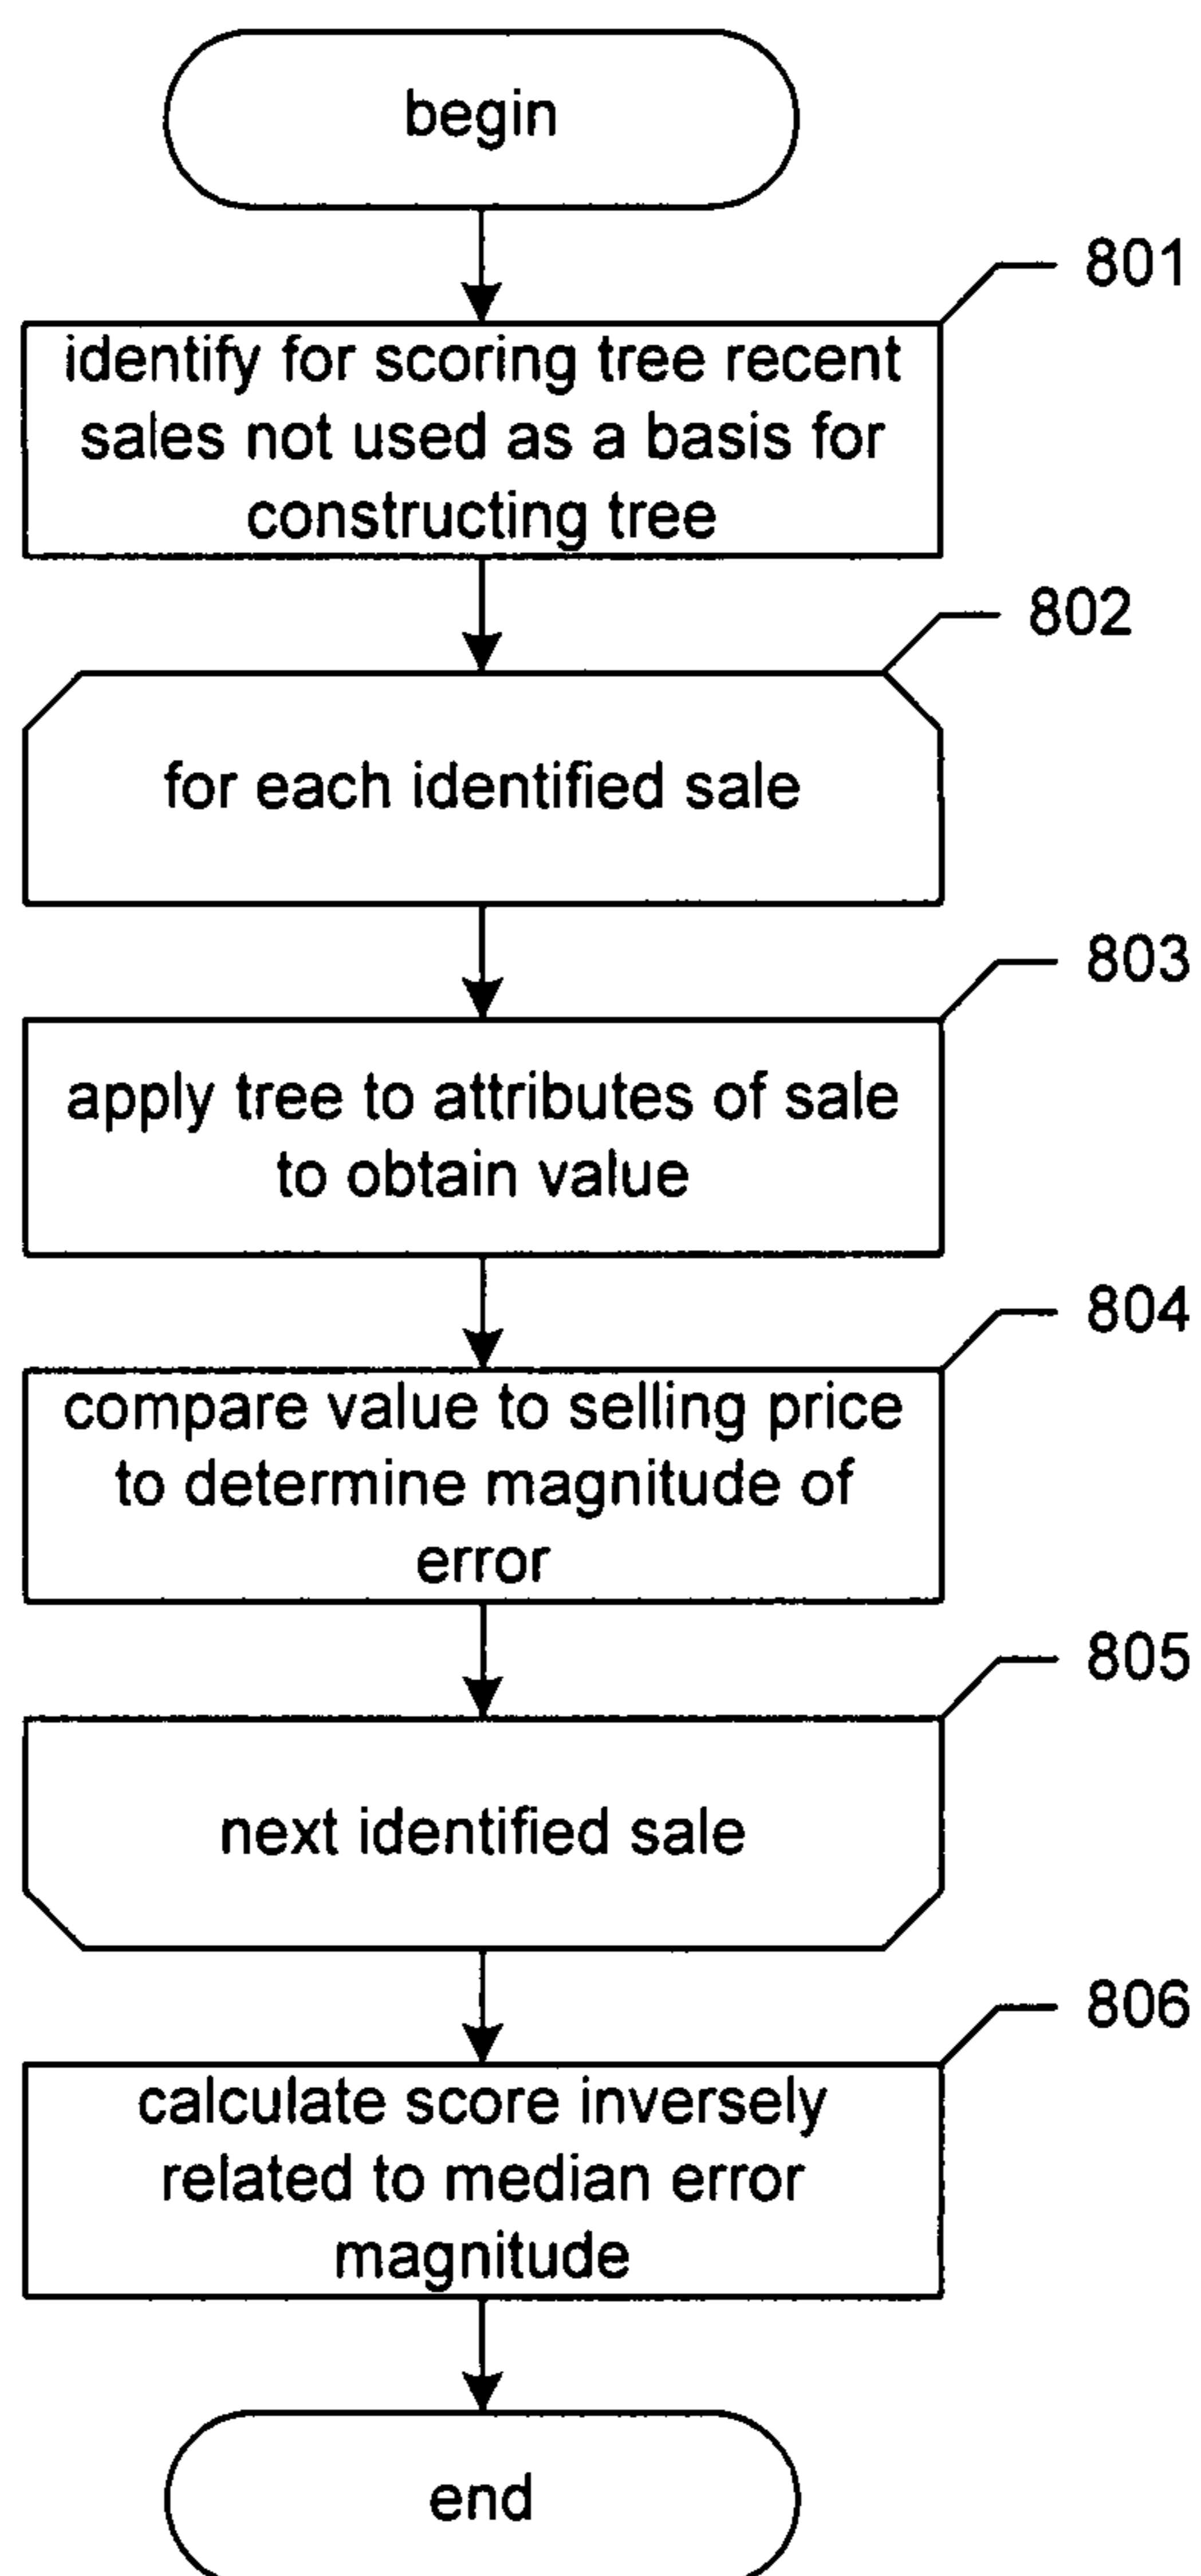 begin
801
identify for scoring tree recent
sales not used as a basis for
constructing tree
802
for each identified sale
803
apply tree to attributes of sale
to obtain value
804
compare value to selling price
to determine magnitude of
error
805
next identified sale
806
calculate score inversely
related to median error
magnitude
end